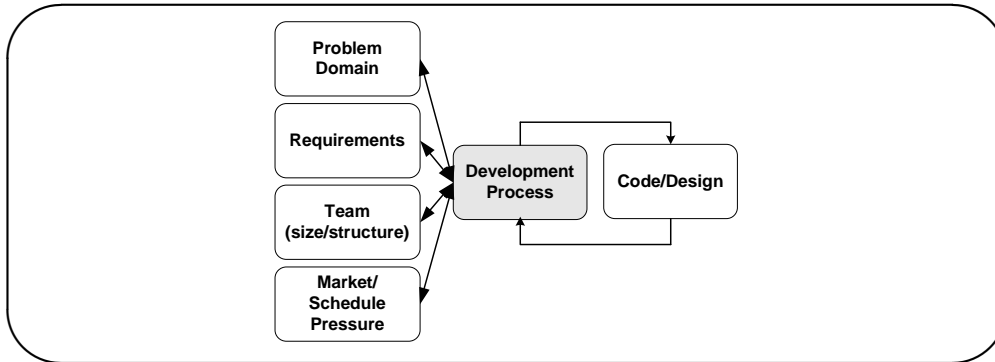 Problem
Domain
Requirements
Team
(size/structure)
Market/
Schedule
Pressure
Development
Process
Code/Design